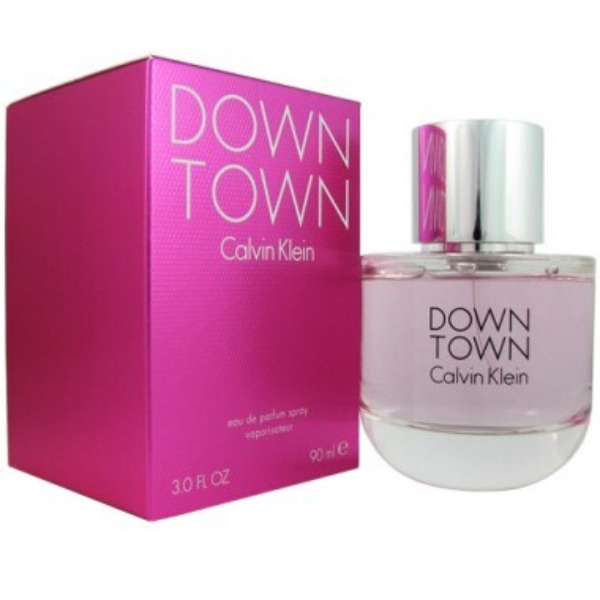 DOWN
TOWN
Calvin Klein
eau de parfum spray
vaporisateur
90 ml e
3.0 FL OZ
DOWN
TOWN
Calvin Klein